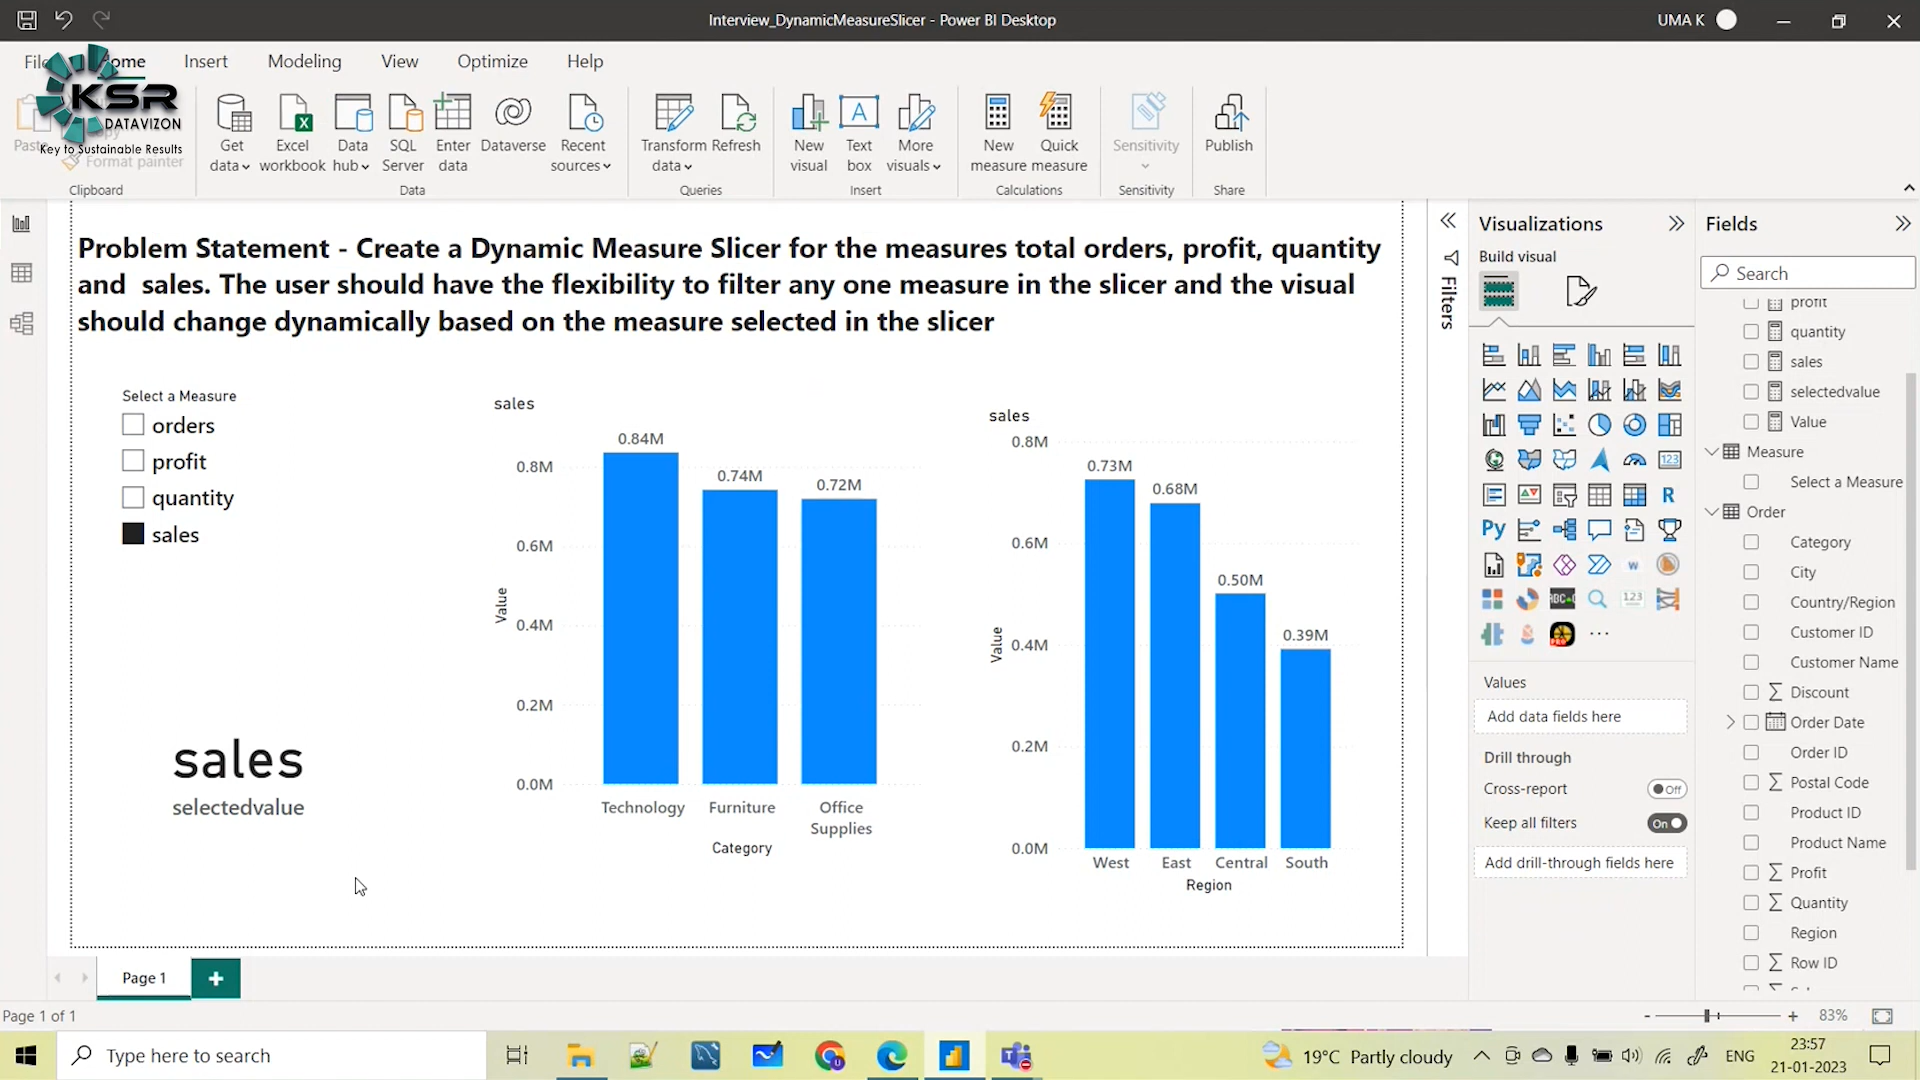 Interview_DynamicMeasureSlicer - Power BI Desktop
UMA K
Home
Insert
Modeling
View
Optimize
Help
KSR
DATAVIZON
Key to Sustainable Results
Paste
Format painter
Clipboard
Get data
Excel workbook
Data hub
SQL Server
Enter data
Dataverse
Recent sources
Data
Transform data
Refresh
Queries
New visual
Text box
More visuals
Insert
New measure
Quick measure
Calculations
Sensitivity
Sensitivity
Publish
Share
Problem Statement - Create a Dynamic Measure Slicer for the measures total orders, profit, quantity
and sales. The user should have the flexibility to filter any one measure in the slicer and the visual
should change dynamically based on the measure selected in the slicer
Select a Measure
orders
profit
quantity
sales
sales
selectedvalue
sales
0.8M
0.6M
0.4M
0.2M
0.0M
Value
0.84M
0.74M
0.72M
Technology
Furniture
Office
Supplies
Category
sales
0.8M
0.6M
0.4M
0.2M
0.0M
Value
0.73M
0.68M
0.50M
0.39M
West
East
Central
South
Region
Filters
Visualizations
Build visual
123
R
Py
ABC
123
Values
Add data fields here
Drill through
Cross-report
Off
Keep all filters
On
Add drill-through fields here
Fields
Search
profit
quantity
sales
selectedvalue
Value
Measure
Select a Measure
Order
Category
City
Country/Region
Customer ID
Customer Name
Discount
Order Date
Order ID
Postal Code
Product ID
Product Name
Profit
Quantity
Region
Row ID
Page 1
Page 1 of 1
83%
Type here to search
19°C Partly cloudy
ENG
23:57
21-01-2023